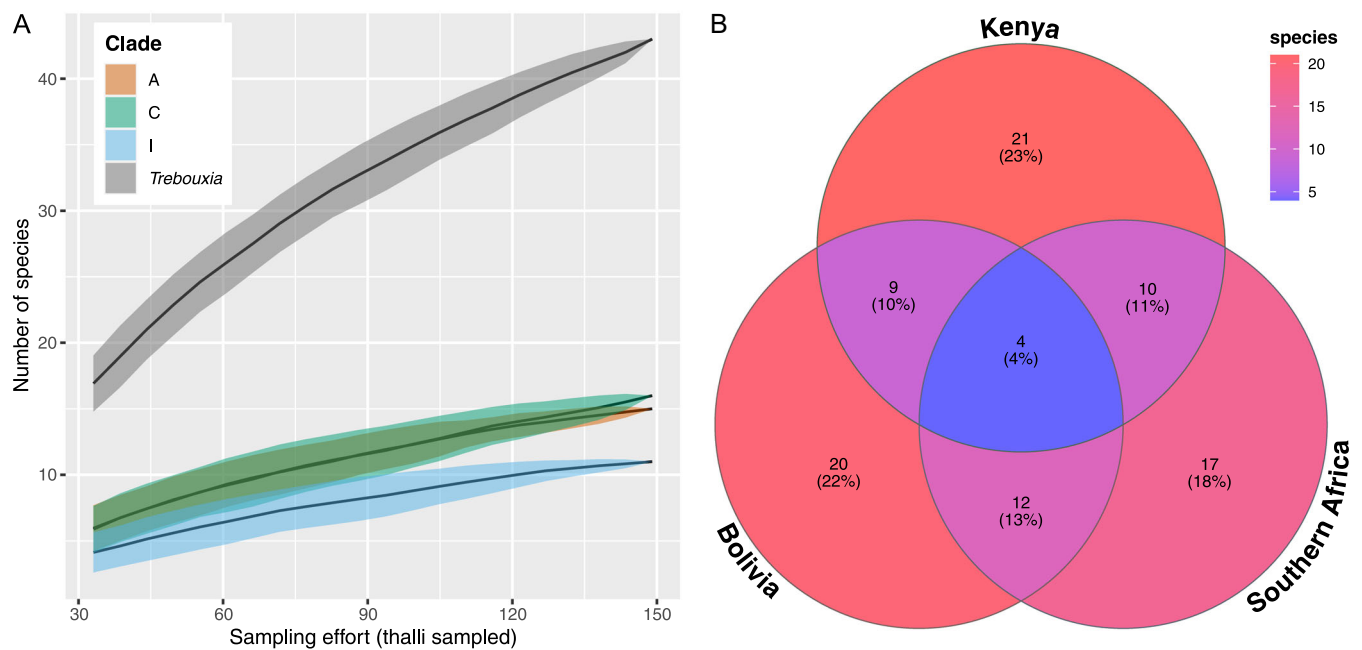 A
Clade
A
C
I
Trebouxia
Number of species
40
30
20
10
30
60
90
120
150
Sampling effort (thalli sampled)
B
Kenya
species
20
15
10
5
21
(23%)
9
(10%)
10
(11%)
4
(4%)
20
(22%)
17
(18%)
12
(13%)
Bolivia
Southern Africa